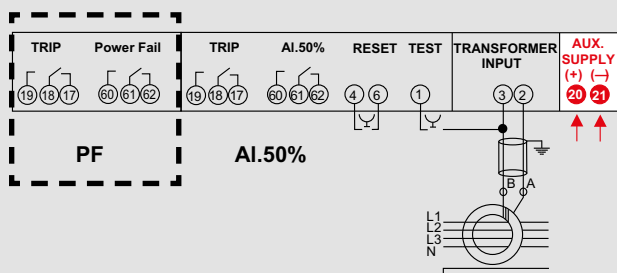 TRIP Power Fail TRIP Al.50% RESET TEST TRANSFORMER INPUT AUX. SUPPLY
(+) (—)
19 18 17 60 61 62 19 18 17 60 61 62 4 6 1 3 2 20 21
PF Al.50%
B A
L1
L2
L3
N